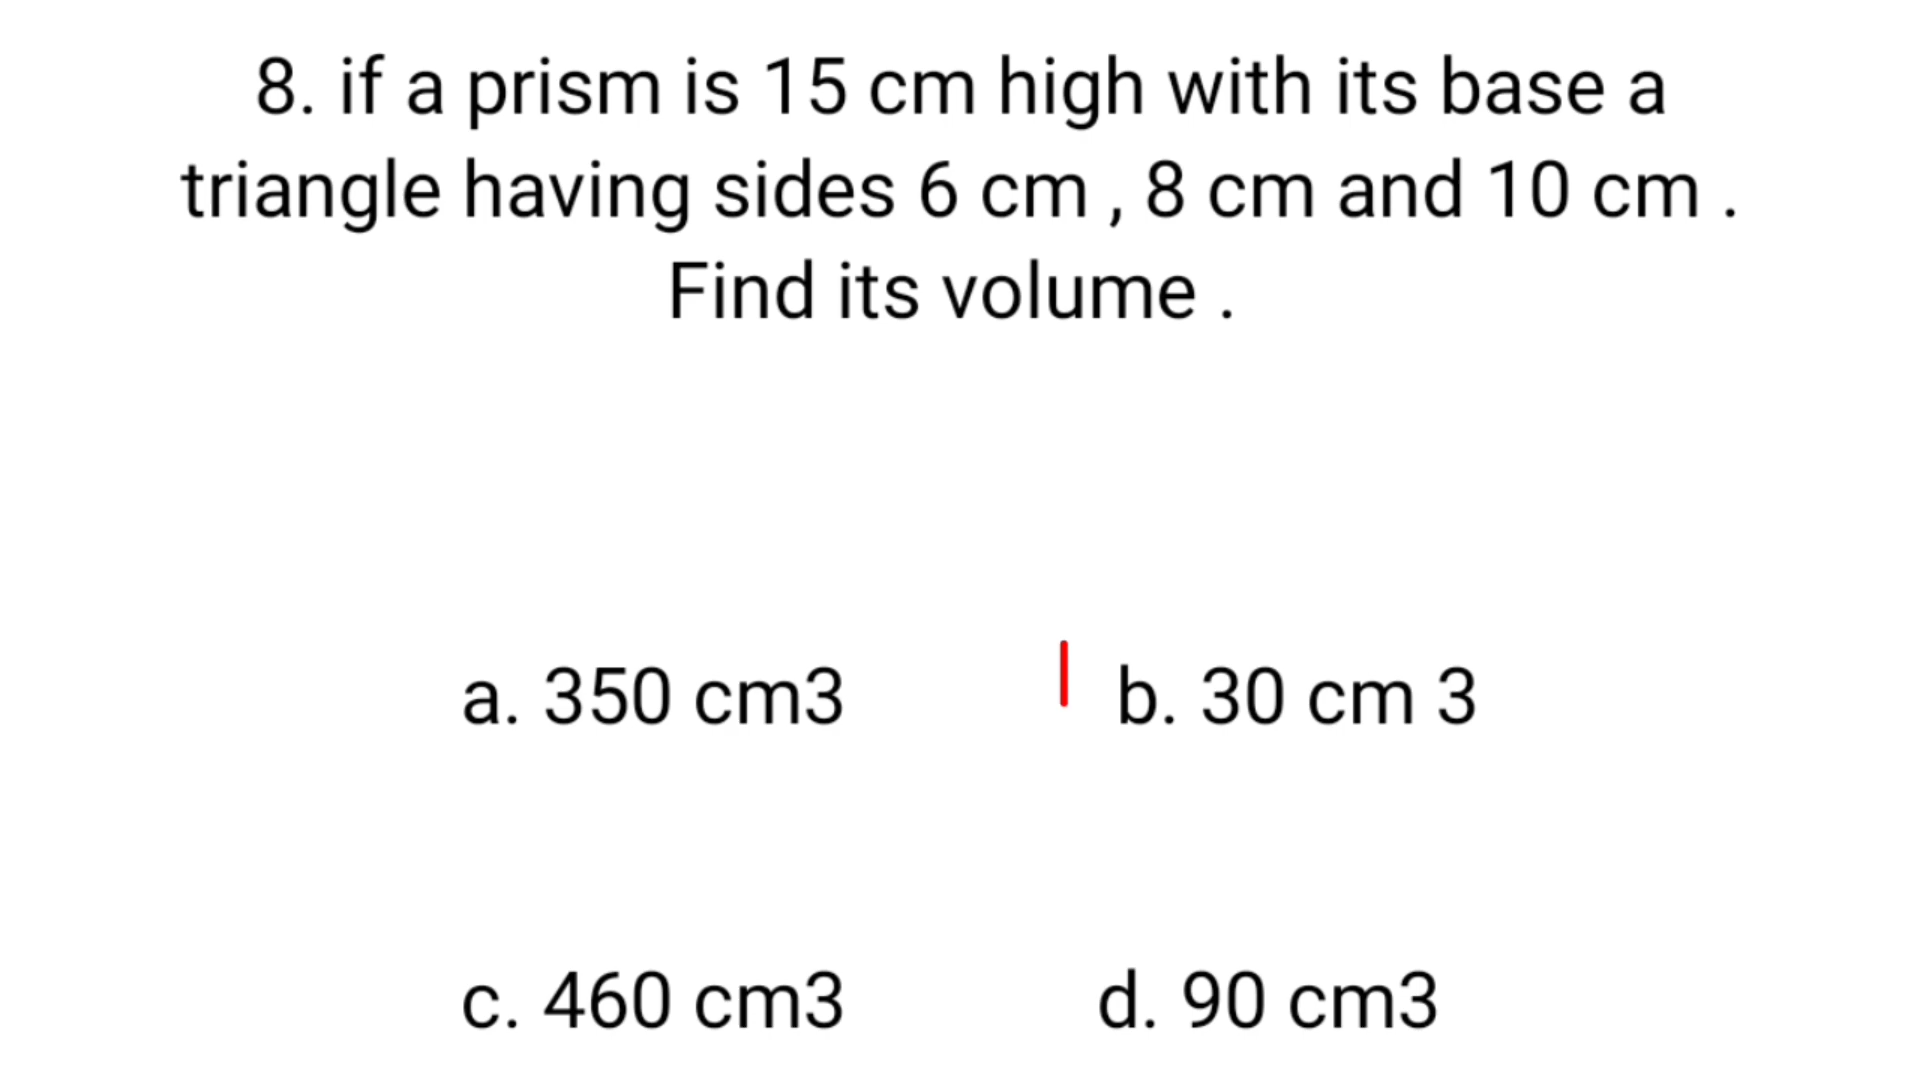 8. if a prism is 15 cm high with its base a
triangle having sides 6 cm , 8 cm and 10 cm .
Find its volume .
a. 350 cm3
b. 30 cm 3
c. 460 cm3
d. 90 cm3